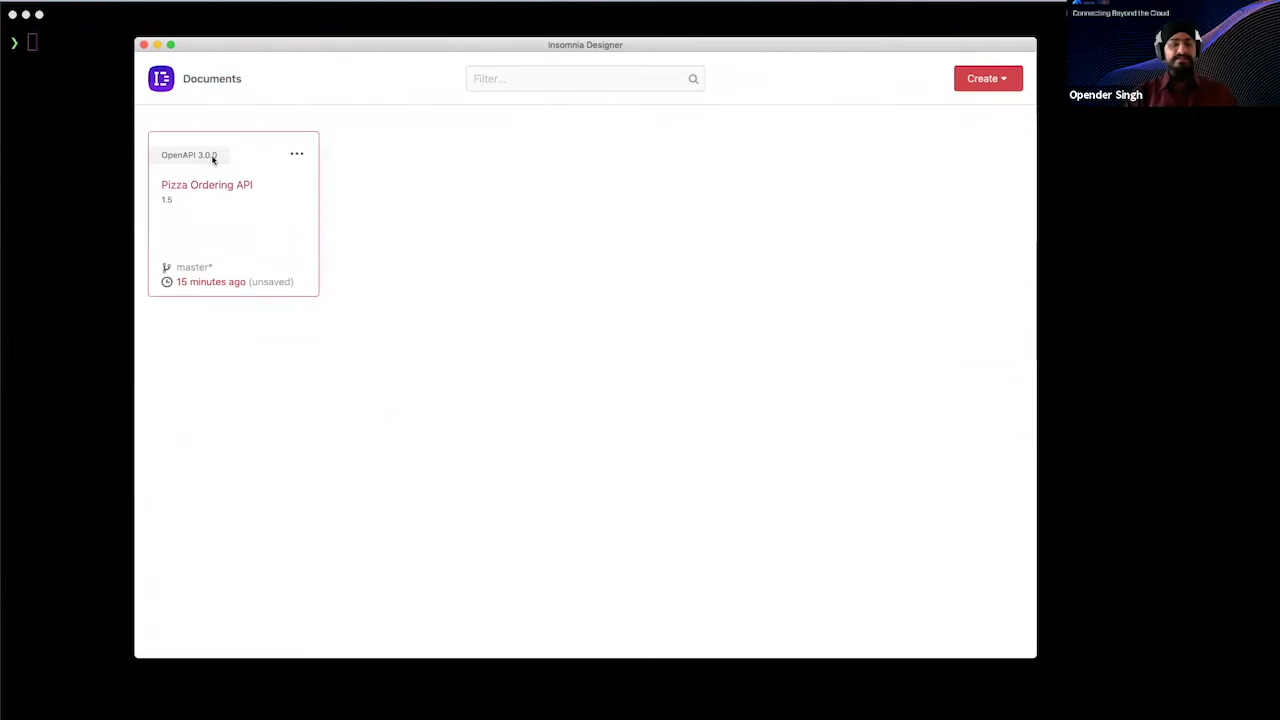 Insomnia Designer
Documents
Filter...
Create
OpenAPI 3.0.0
Pizza Ordering API
1.5
master*
15 minutes ago (unsaved)
Connecting Beyond the Cloud
Opender Singh